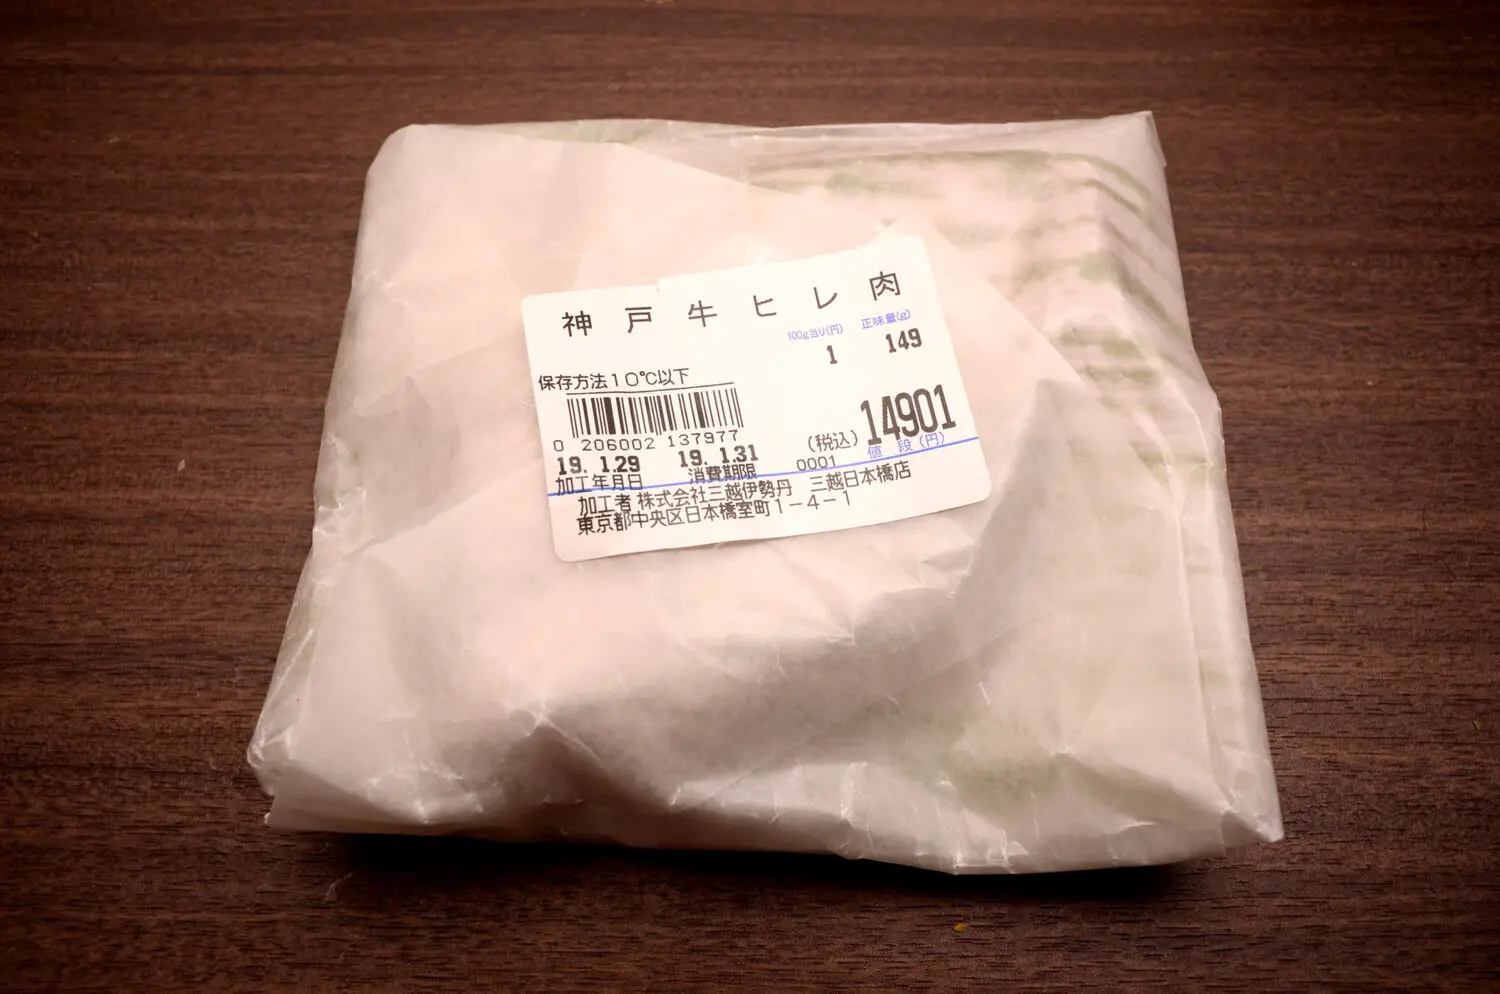 神戸牛ヒレ肉
100g当り(円) 正味量(g)
1 149
保存方法10℃以下
0 206002 137977
14901
19. 1.29 19. 1.31 (税込) 値段(円)
加工年月日 消費期限 0001
加工者 株式会社三越伊勢丹 三越日本橋店
東京都中央区日本橋室町1-4-1